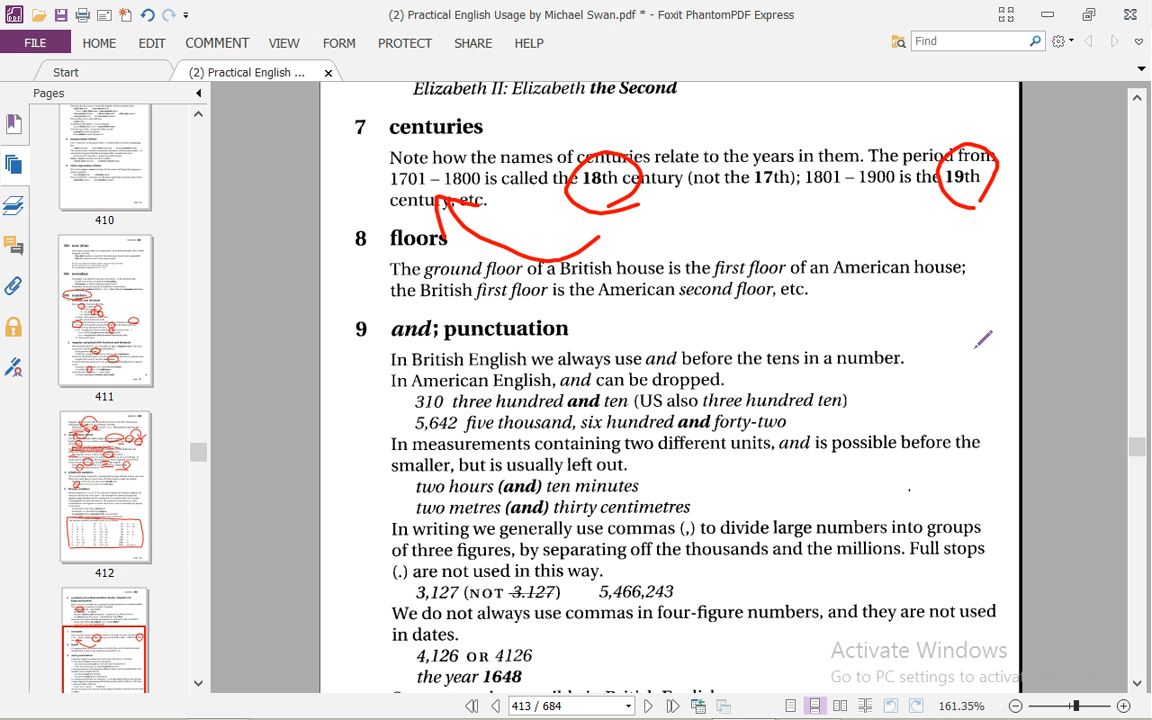 (2) Practical English Usage by Michael Swan.pdf * - Foxit PhantomPDF Express
FILE HOME EDIT COMMENT VIEW FORM PROTECT SHARE HELP Find
Start (2) Practical English ... ×
Pages
410
411
412
Elizabeth II: Elizabeth the Second
7 centuries
Note how the names of centuries relate to the years in them. The period from
1701 – 1800 is called the 18th century (not the 17th); 1801 – 1900 is the 19th
century, etc.
8 floors
The ground floor of a British house is the first floor of an American house;
the British first floor is the American second floor, etc.
9 and; punctuation
In British English we always use and before the tens in a number.
In American English, and can be dropped.
310 three hundred and ten (US also three hundred ten)
5,642 five thousand, six hundred and forty-two
In measurements containing two different units, and is possible before the
smaller, but is usually left out.
two hours (and) ten minutes
two metres (and) thirty centimetres
In writing we generally use commas (,) to divide large numbers into groups
of three figures, by separating off the thousands and the millions. Full stops
(.) are not used in this way.
3,127 (NOT 3.127) 5,466,243
We do not always use commas in four-figure numbers, and they are not used
in dates.
4,126 OR 4126
the year 1648
Activate Windows
Go to PC settings to activate
413 / 684
161.35%